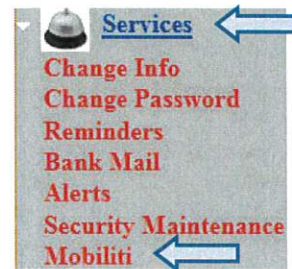 Services
Change Info
Change Password
Reminders
Bank Mail
Alerts
Security Maintenance
Mobiliti